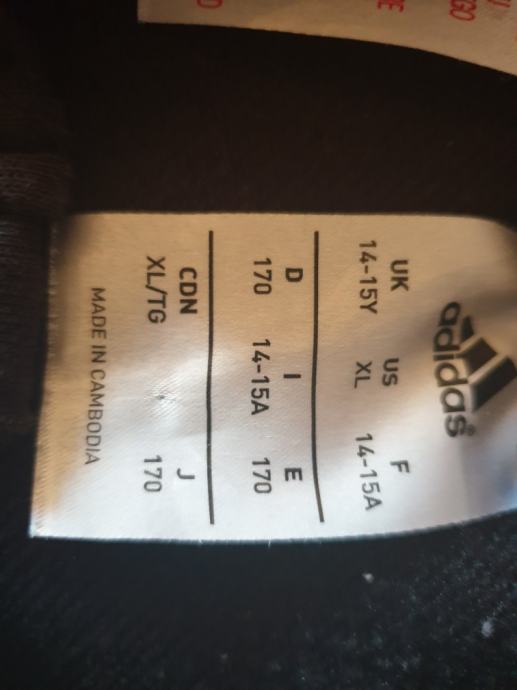 adidas®
UK US F
14-15Y XL 14-15A
D I E
170 14-15A 170
CDN J
XL/TG 170
MADE IN CAMBODIA